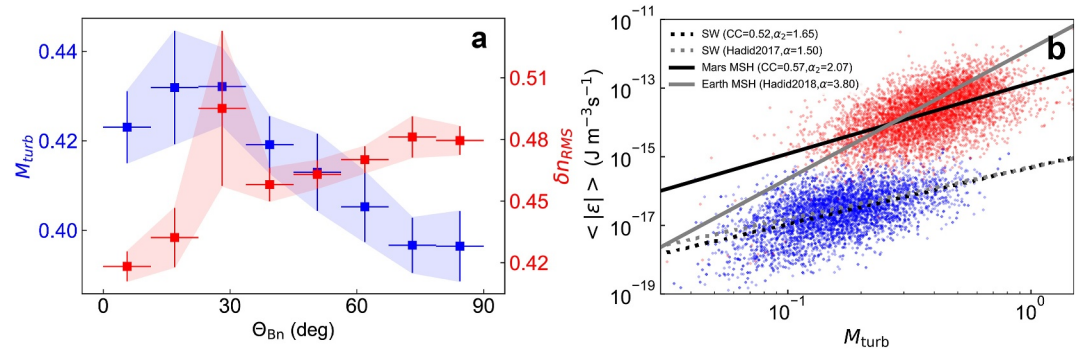 a
0.44
0.42
0.40
M_turb
0.51
0.48
0.45
0.42
δn_RMS
0 30 60 90
Θ_Bn (deg)
b
SW (CC=0.52,α₂=1.65)
SW (Hadid2017,α=1.50)
Mars MSH (CC=0.57,α₂=2.07)
Earth MSH (Hadid2018,α=3.80)
10⁻¹¹
10⁻¹³
10⁻¹⁵
10⁻¹⁷
10⁻¹⁹
< |ε| > (J m⁻³s⁻¹)
10⁻¹ 10⁰
M_turb